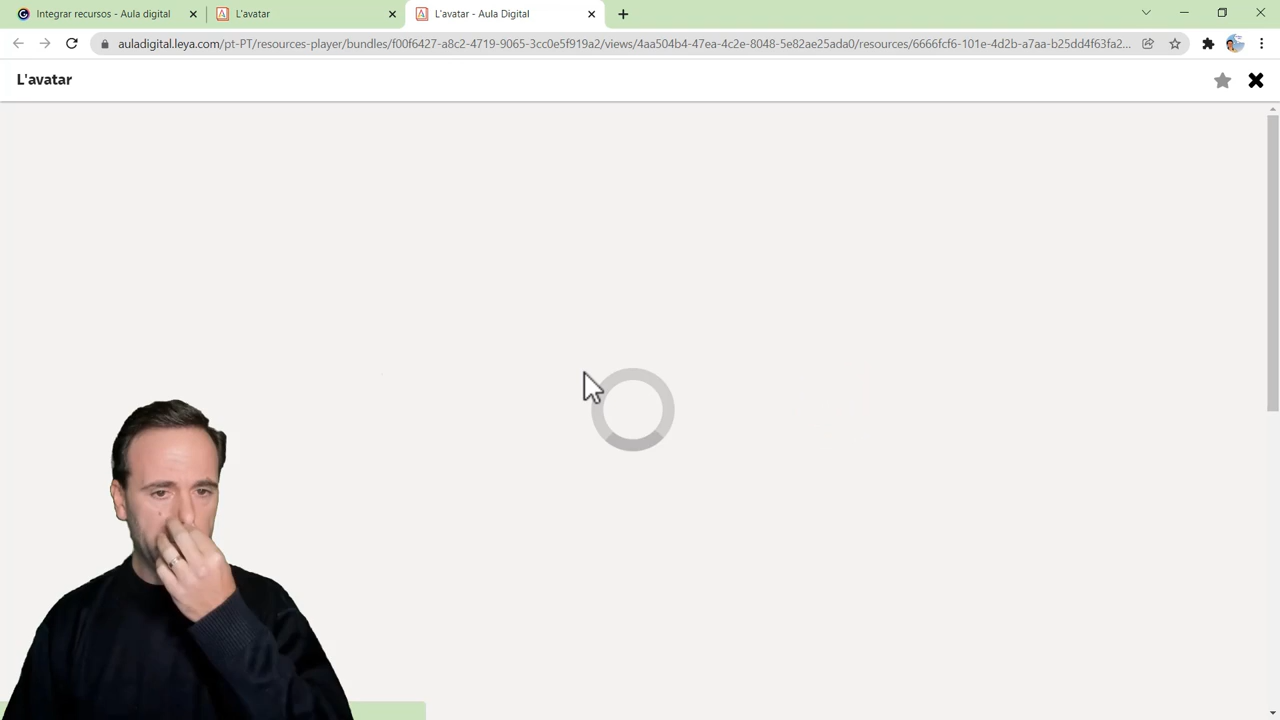 Integrar recursos - Aula digital
L'avatar
L'avatar - Aula Digital
auladigital.leya.com/pt-PT/resources-player/bundles/f00f6427-a8c2-4719-9b65-3cc0e5f919a2/views/4aa504b4-47ea-4c2e-8048-5e82ae25ada0/resources/6666fcf6-101e-4d2b-a7aa-b25dd4f63fa2...
L'avatar